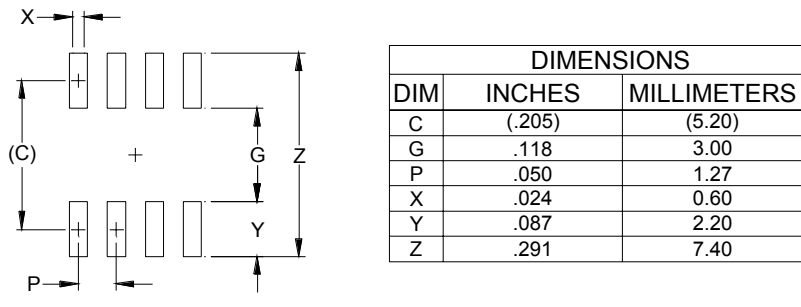 X
(C)
G
Z
Y
P
DIMENSIONS
DIM INCHES MILLIMETERS
C (.205) (5.20)
G .118 3.00
P .050 1.27
X .024 0.60
Y .087 2.20
Z .291 7.40